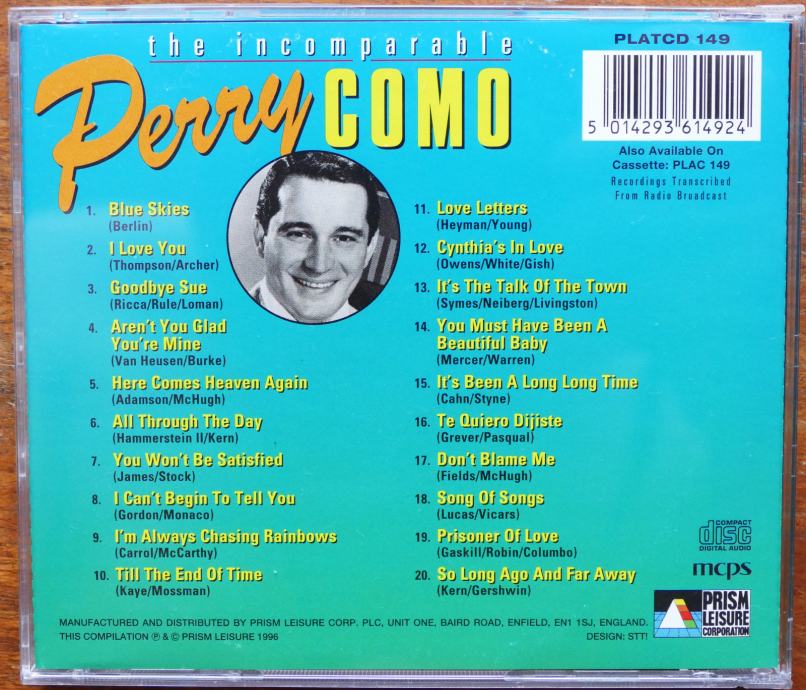 the incomparable
Perry COMO
PLATCD 149
5 014293 614924
Also Available On
Cassette: PLAC 149
Recordings Transcribed
From Radio Broadcast
1. Blue Skies
(Berlin)
2. I Love You
(Thompson/Archer)
3. Goodbye Sue
(Ricca/Rule/Loman)
4. Aren't You Glad
You're Mine
(Van Heusen/Burke)
5. Here Comes Heaven Again
(Adamson/McHugh)
6. All Through The Day
(Hammerstein II/Kern)
7. You Won't Be Satisfied
(James/Stock)
8. I Can't Begin To Tell You
(Gordon/Monaco)
9. I'm Always Chasing Rainbows
(Carrol/McCarthy)
10. Till The End Of Time
(Kaye/Mossman)
11. Love Letters
(Heyman/Young)
12. Cynthia's In Love
(Owens/White/Gish)
13. It's The Talk Of The Town
(Symes/Neiberg/Livingston)
14. You Must Have Been A
Beautiful Baby
(Mercer/Warren)
15. It's Been A Long Long Time
(Cahn/Styne)
16. Te Quiero Dijiste
(Grever/Pasqual)
17. Don't Blame Me
(Fields/McHugh)
18. Song Of Songs
(Lucas/Vicars)
19. Prisoner Of Love
(Gaskill/Robin/Columbo)
20. So Long Ago And Far Away
(Kern/Gershwin)
COMPACT
disc
DIGITAL AUDIO
mcps
PRISM
LEISURE
CORPORATION
MANUFACTURED AND DISTRIBUTED BY PRISM LEISURE CORP. PLC, UNIT ONE, BAIRD ROAD, ENFIELD, EN1 1SJ, ENGLAND.
THIS COMPILATION ℗ & © PRISM LEISURE 1996
DESIGN: STT!